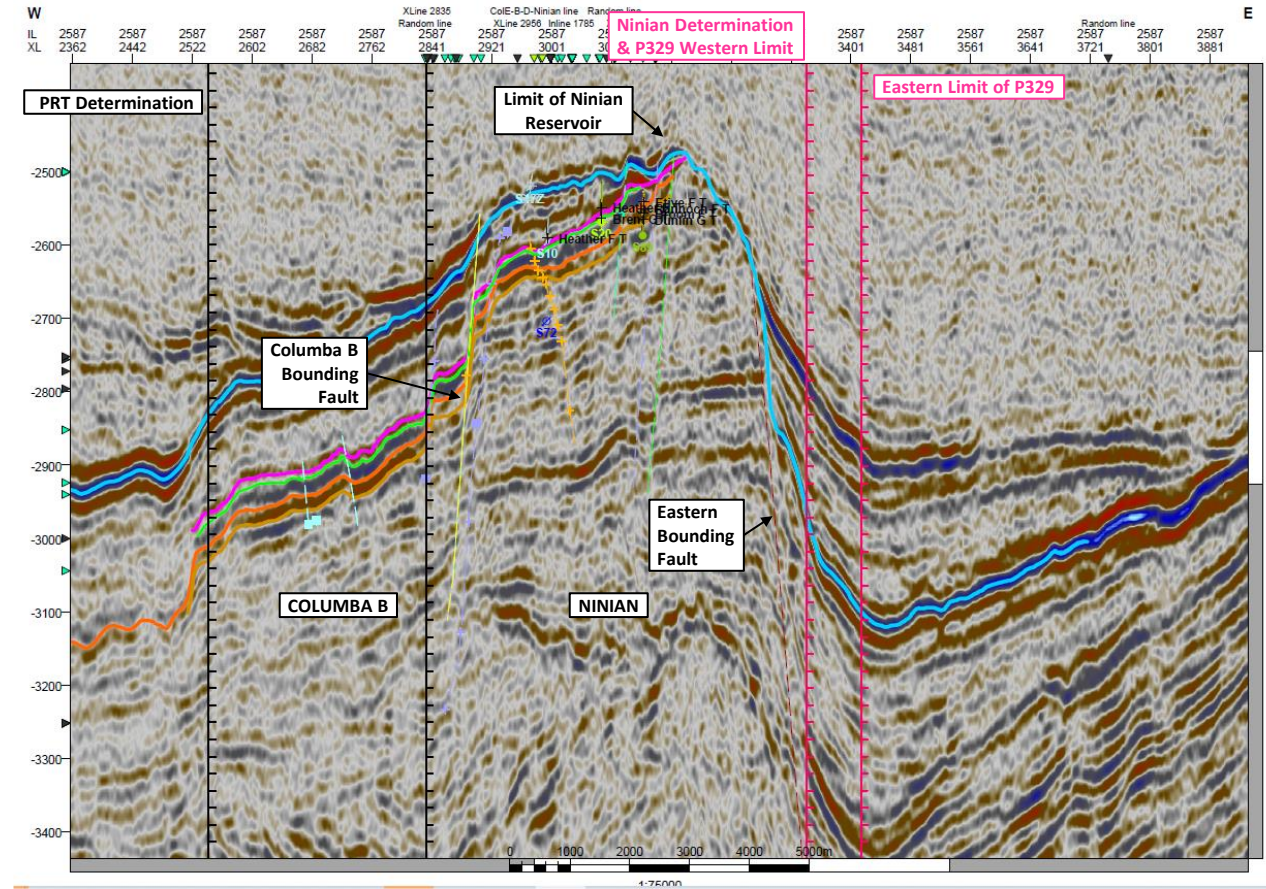 W
E
XLine 2835
ColE-B-D-Ninian line
Random line
Random line
XLine 2956
Inline 1785
Random line
IL
2587 2587 2587 2587 2587 2587 2587 2587 2587 2587 2587 2587 2587 2587 2587 2587
XL
2362 2442 2522 2602 2682 2762 2841 2921 3001 3401 3481 3561 3641 3721 3801 3881
Ninian Determination
& P329 Western Limit
Eastern Limit of P329
PRT Determination
Limit of Ninian
Reservoir
-2500
-2600
-2700
-2800
-2900
-3000
-3100
-3200
-3300
-3400
Heather F T
S10
S72
Columba B
Bounding
Fault
Eastern
Bounding
Fault
COLUMBA B
NINIAN
0 1000 2000 3000 4000 5000m
1:75000